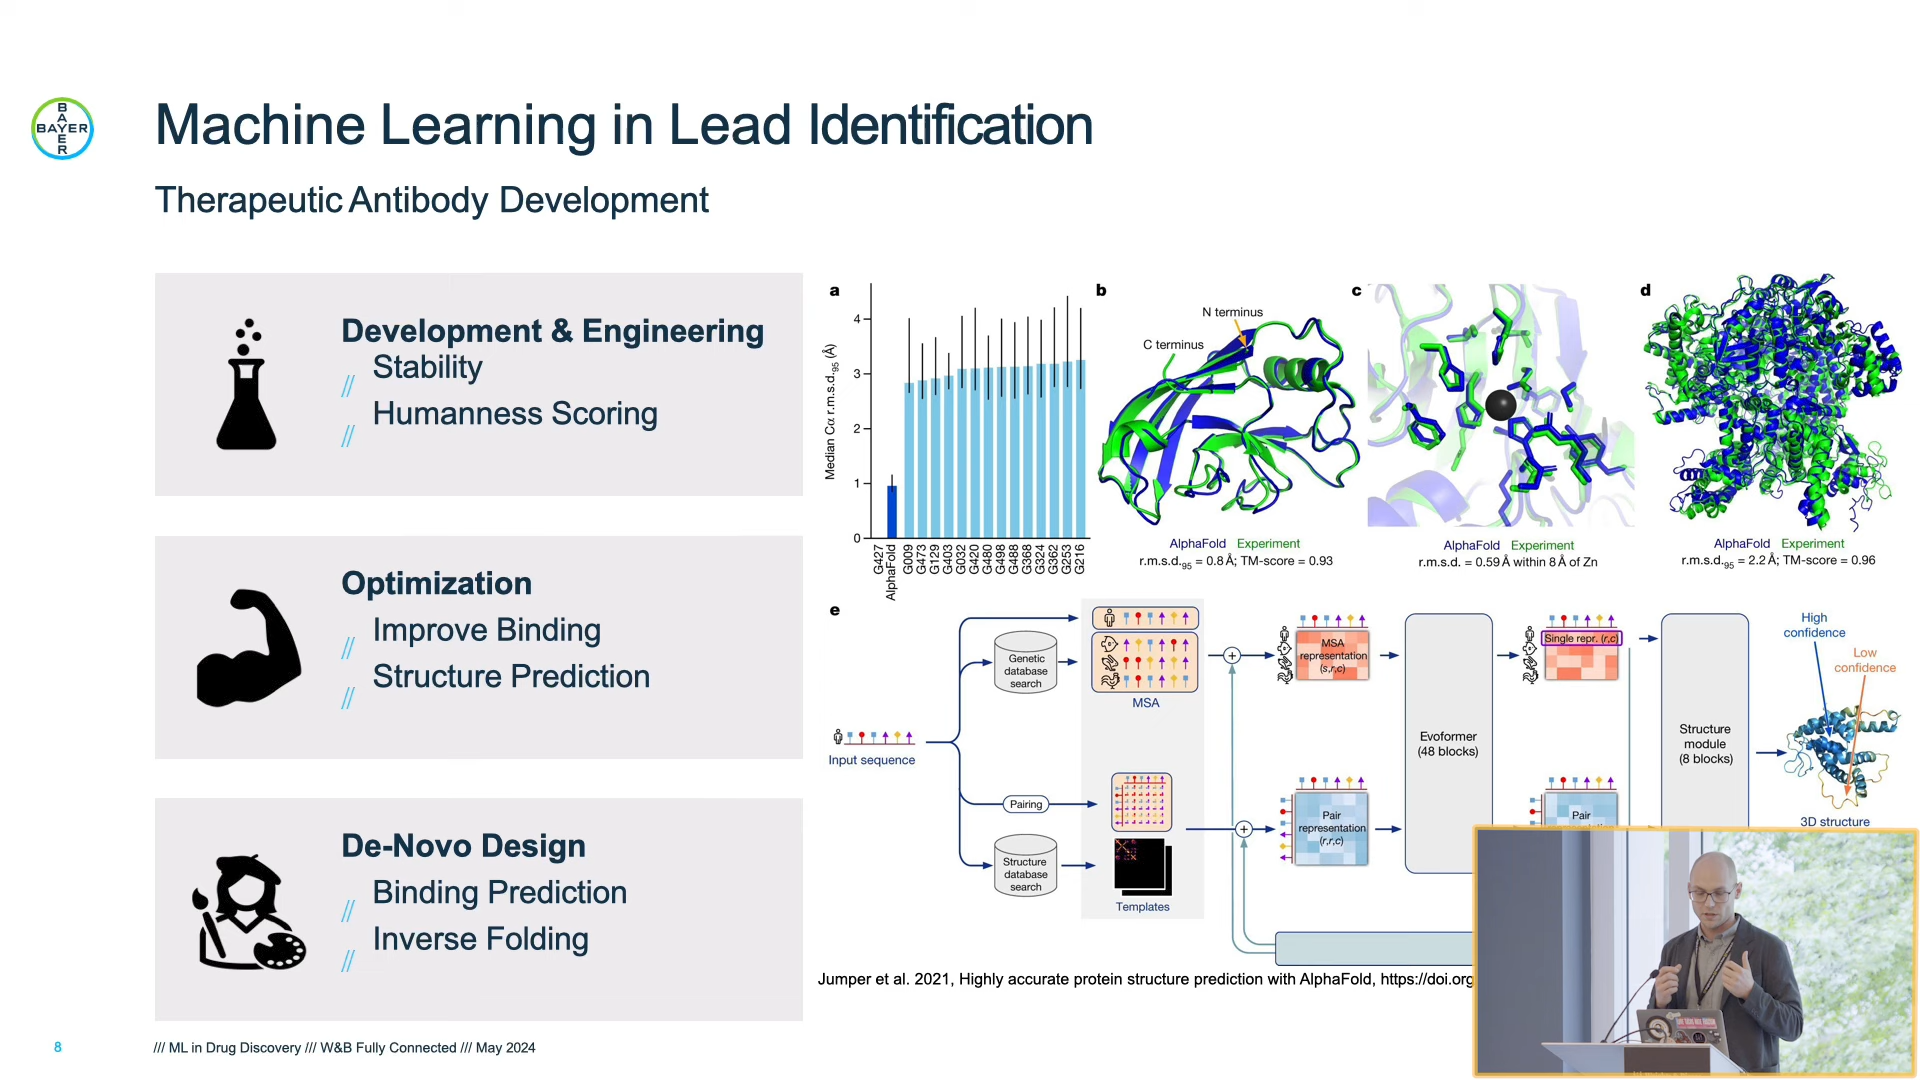 BAYER
BAYER
Machine Learning in Lead Identification
Therapeutic Antibody Development
Development & Engineering
// Stability
// Humanness Scoring
Optimization
// Improve Binding
// Structure Prediction
De-Novo Design
// Binding Prediction
// Inverse Folding
a
Median Cα r.m.s.d.95 (Å)
4
3
2
1
0
G427
AlphaFold
G009
G473
G129
G403
G032
G420
G480
G498
G488
G368
G324
G362
G253
G216
b
N terminus
C terminus
AlphaFold Experiment
r.m.s.d.95 = 0.8 Å; TM-score = 0.93
c
AlphaFold Experiment
r.m.s.d. = 0.59 Å within 8 Å of Zn
d
AlphaFold Experiment
r.m.s.d.95 = 2.2 Å; TM-score = 0.96
e
Input sequence
Genetic
database
search
MSA
Pairing
Structure
database
search
Templates
+
+
MSA
representation
(s,r,c)
Pair
representation
(r,r,c)
Evoformer
(48 blocks)
Single repr. (r,c)
Pair
Structure
module
(8 blocks)
High
confidence
Low
confidence
3D structure
Jumper et al. 2021, Highly accurate protein structure prediction with AlphaFold, https://doi.org
8
/// ML in Drug Discovery /// W&B Fully Connected /// May 2024